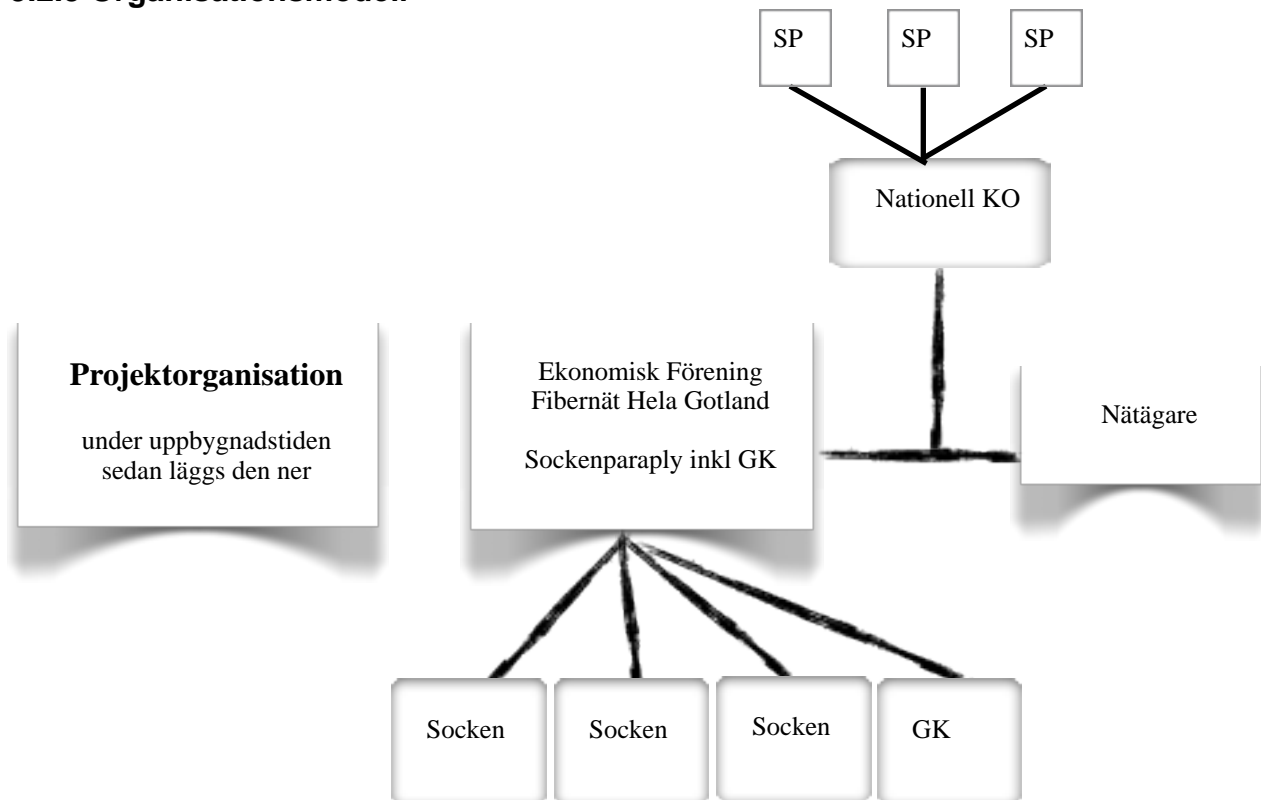 Organisationsmodell
SP SP SP
Nationell KO
Projektorganisation
under uppbygnadstiden
sedan läggs den ner
Ekonomisk Förening
Fibernät Hela Gotland
Sockenparaply inkl GK
Nätägare
Socken Socken Socken GK